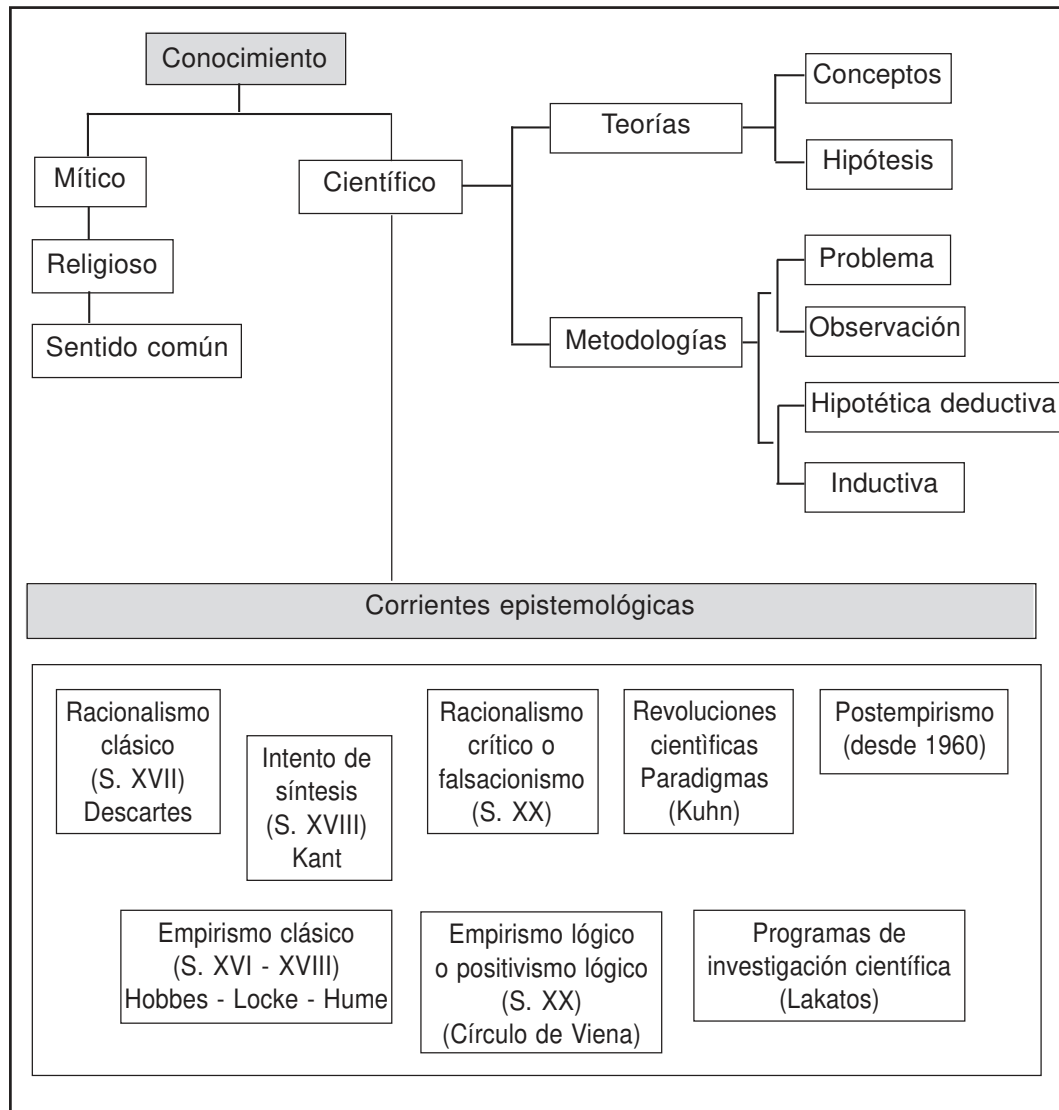 Conocimiento
Mítico
Religioso
Sentido común
Científico
Teorías
Conceptos
Hipótesis
Metodologías
Problema
Observación
Hipotética deductiva
Inductiva
Corrientes epistemológicas
Racionalismo
clásico
(S. XVII)
Descartes
Intento de
síntesis
(S. XVIII)
Kant
Racionalismo
crítico o
falsacionismo
(S. XX)
Revoluciones
cientìficas
Paradigmas
(Kuhn)
Postempirismo
(desde 1960)
Empirismo clásico
(S. XVI - XVIII)
Hobbes - Locke - Hume
Empirismo lógico
o positivismo lógico
(S. XX)
(Círculo de Viena)
Programas de
investigación científica
(Lakatos)